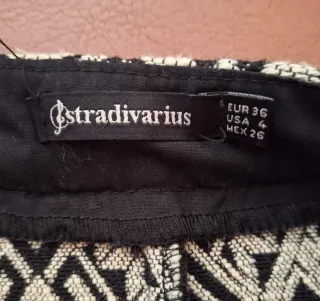 stradivarius
EUR 36
USA 4
MEX 26